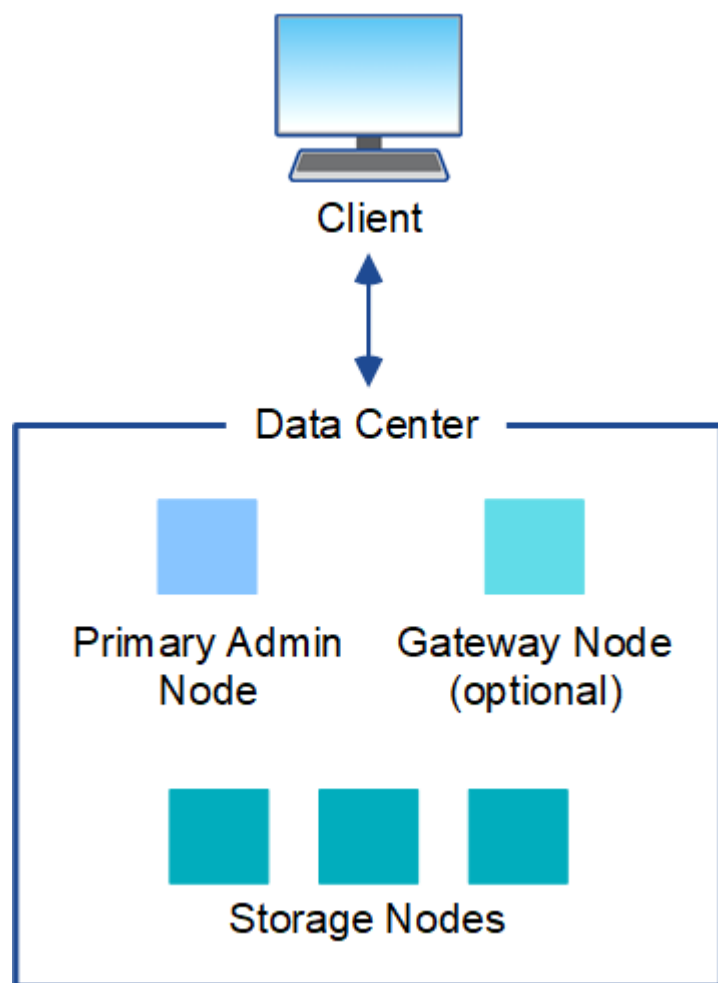 Client
Data Center
Primary Admin
Node
Gateway Node
(optional)
Storage Nodes